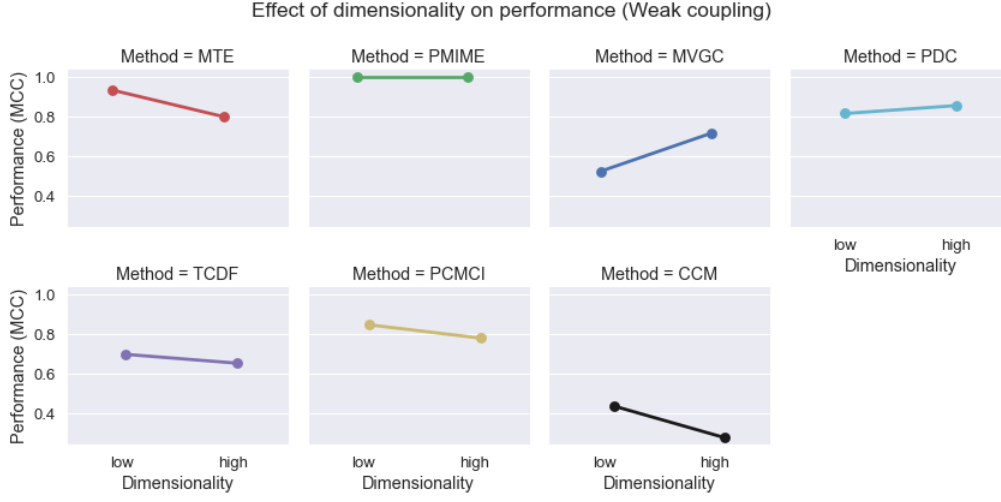 Effect of dimensionality on performance (Weak coupling)
Method = MTE
Method = PMIME
Method = MVGC
Method = PDC
Performance (MCC)
1.0
0.8
0.6
0.4
low
high
Dimensionality
Method = TCDF
Method = PCMCI
Method = CCM
Performance (MCC)
1.0
0.8
0.6
0.4
low
high
low
high
low
high
Dimensionality
Dimensionality
Dimensionality